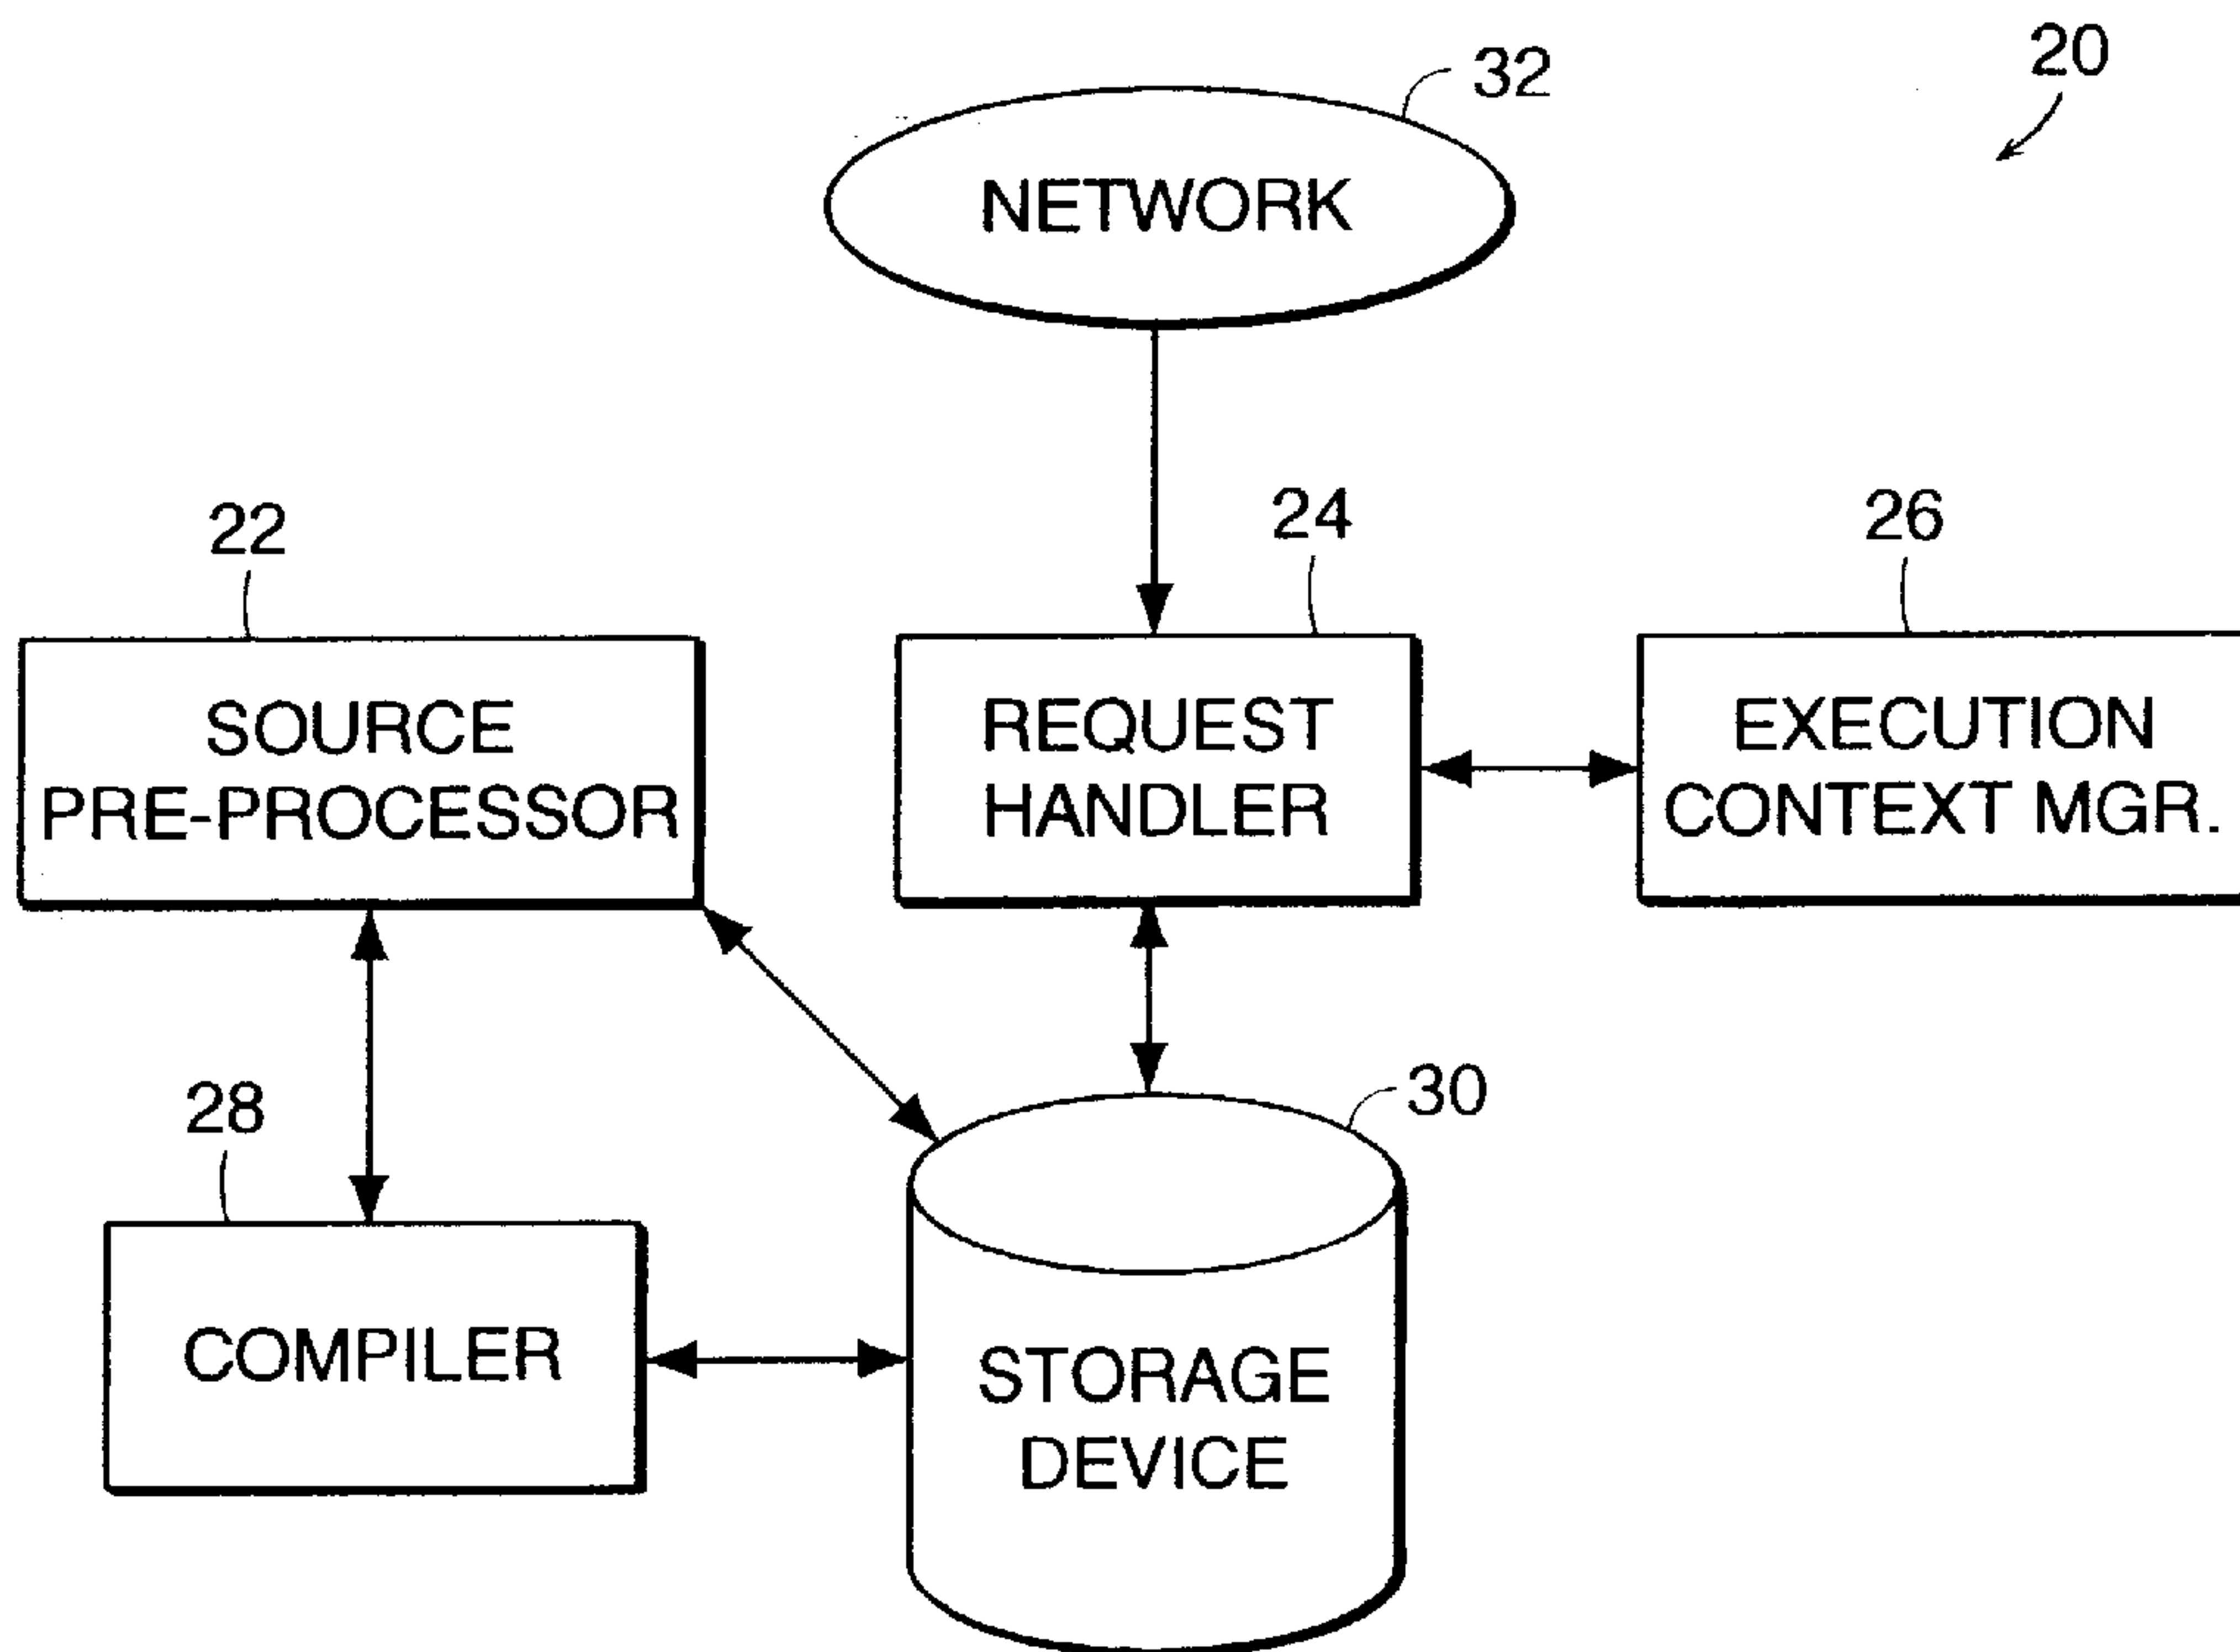 20
32
NETWORK
22
24
26
SOURCE
PRE-PROCESSOR
REQUEST
HANDLER
EXECUTION
CONTEXT MGR.
28
30
COMPILER
STORAGE
DEVICE